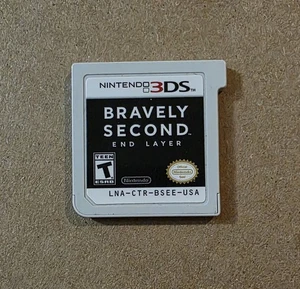 NINTENDO 3DS
BRAVELY
SECOND
END LAYER
TEEN
T
ESRB
Nintendo
LNA-CTR-BSEE-USA